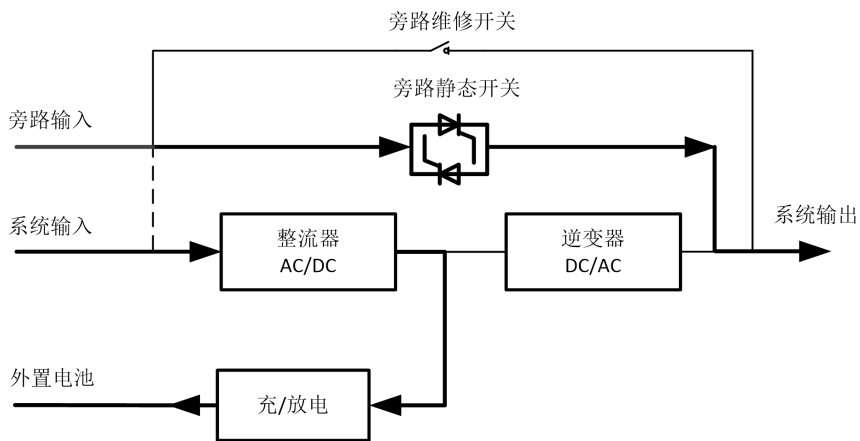 旁路维修开关
旁路静态开关
旁路输入
系统输入
整流器
AC/DC
逆变器
DC/AC
系统输出
外置电池
充/放电